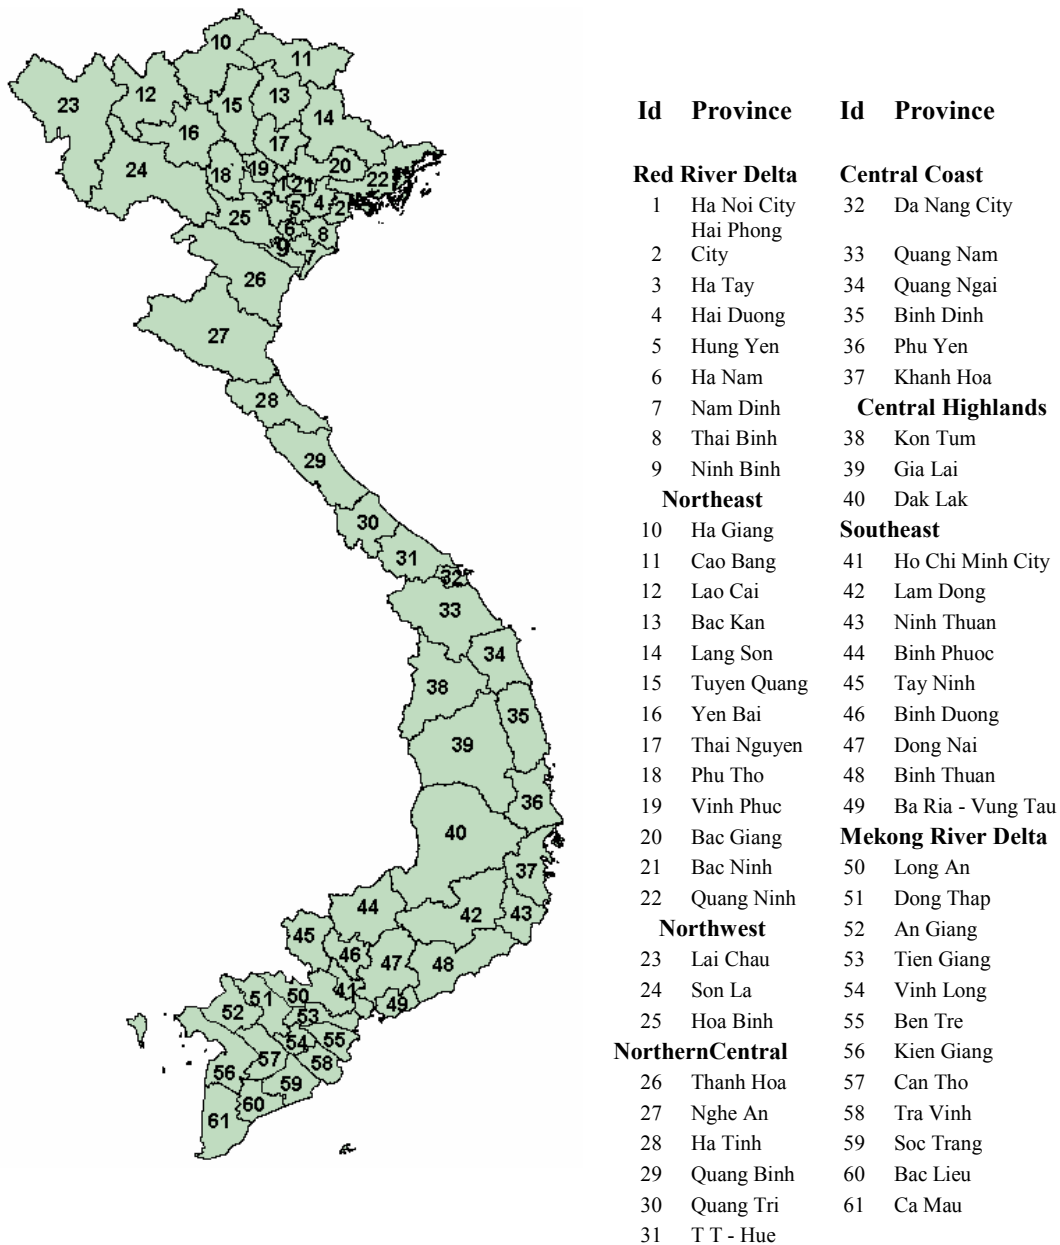 10
11
23
12
15
13
14
16
17
24
18
19
20
22
1
21
3
25
5
4
2
6
8
9
7
26
27
28
29
30
31
32
33
34
38
35
39
36
40
37
44
42
43
45
46
47
48
41
49
50
51
52
53
54
55
57
58
56
59
60
61
Id Province Id Province
Red River Delta Central Coast
1 Ha Noi City 32 Da Nang City
Hai Phong
2 City 33 Quang Nam
3 Ha Tay 34 Quang Ngai
4 Hai Duong 35 Binh Dinh
5 Hung Yen 36 Phu Yen
6 Ha Nam 37 Khanh Hoa
7 Nam Dinh Central Highlands
8 Thai Binh 38 Kon Tum
9 Ninh Binh 39 Gia Lai
Northeast 40 Dak Lak
10 Ha Giang Southeast
11 Cao Bang 41 Ho Chi Minh City
12 Lao Cai 42 Lam Dong
13 Bac Kan 43 Ninh Thuan
14 Lang Son 44 Binh Phuoc
15 Tuyen Quang 45 Tay Ninh
16 Yen Bai 46 Binh Duong
17 Thai Nguyen 47 Dong Nai
18 Phu Tho 48 Binh Thuan
19 Vinh Phuc 49 Ba Ria - Vung Tau
20 Bac Giang Mekong River Delta
21 Bac Ninh 50 Long An
22 Quang Ninh 51 Dong Thap
Northwest 52 An Giang
23 Lai Chau 53 Tien Giang
24 Son La 54 Vinh Long
25 Hoa Binh 55 Ben Tre
NorthernCentral 56 Kien Giang
26 Thanh Hoa 57 Can Tho
27 Nghe An 58 Tra Vinh
28 Ha Tinh 59 Soc Trang
29 Quang Binh 60 Bac Lieu
30 Quang Tri 61 Ca Mau
31 T T - Hue